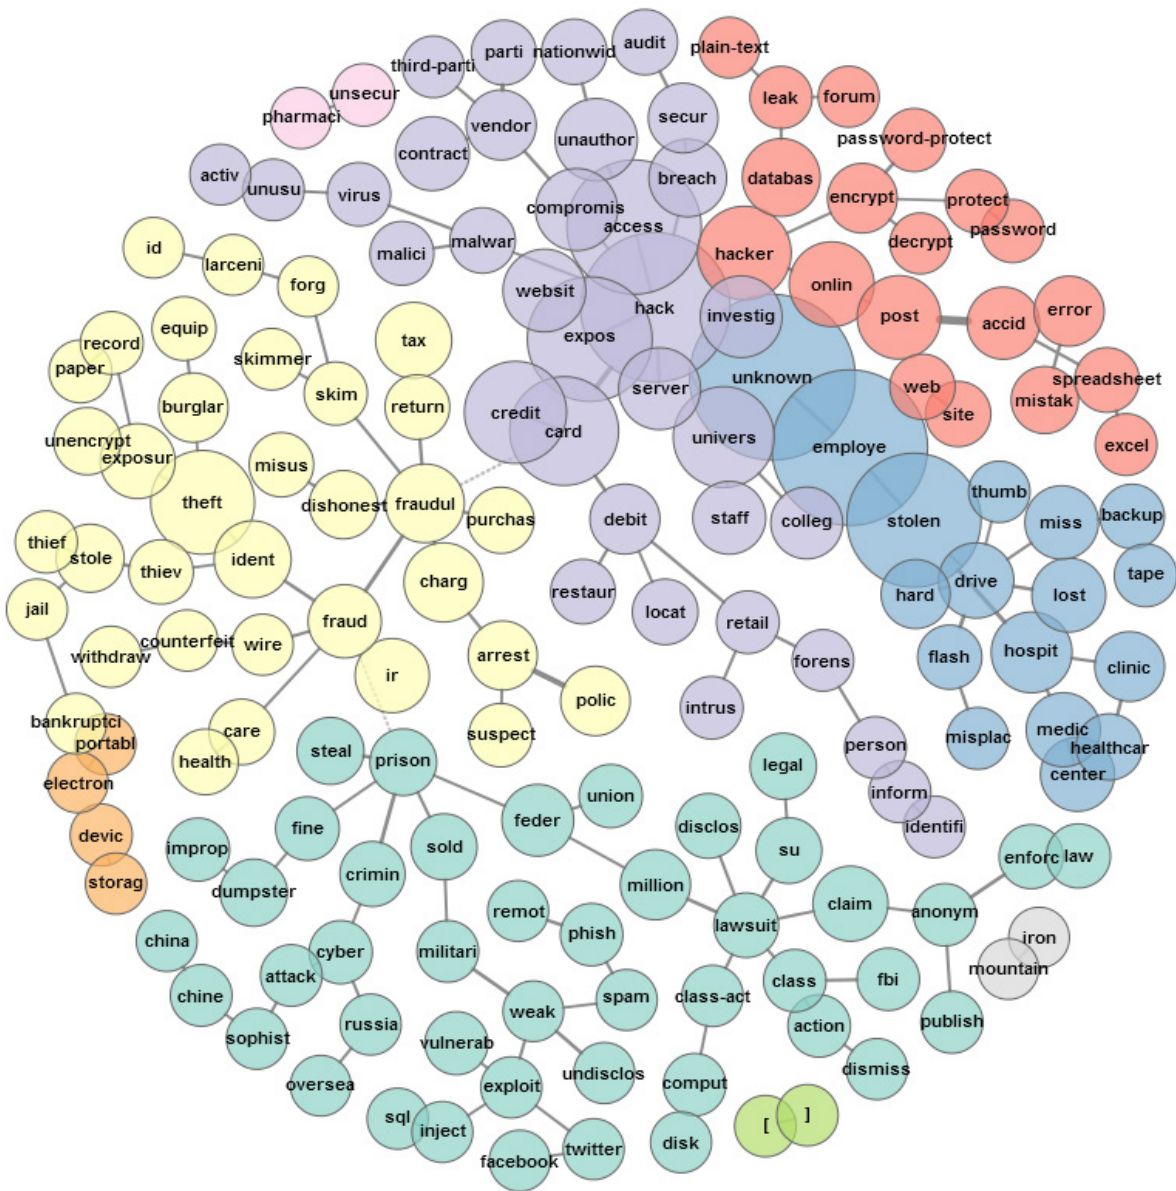 plain-text
parti
nationwid
audit
third-parti
unsecur
pharmaci
leak
forum
vendor
unauthor
secur
password-protect
contract
activ
unusu
virus
compromis
breach
databas
encrypt
protect
password
access
malici
malwar
hacker
decrypt
id
larceni
forg
websit
hack
onlin
investig
equip
record
paper
skimmer
tax
expos
post
accid
error
spreadsheet
unknown
burglar
skim
return
credit
server
web
site
mistak
excel
unencrypt
exposur
card
univers
employe
misus
theft
dishonest
fraudul
purchas
debit
staff
colleg
stolen
thumb
miss
backup
thief
stole
thiev
ident
charg
restaur
locat
hard
drive
lost
tape
jail
fraud
retail
counterfeit
withdraw
wire
arrest
forens
flash
hospit
clinic
ir
polic
intrus
bankruptci
portabl
care
health
suspect
misplac
medic
healthcar
center
person
steal
prison
legal
electron
inform
identifi
union
devic
fine
feder
disclos
improp
sold
su
enforc
law
storag
dumpster
crimin
million
claim
anonym
remot
phish
lawsuit
china
cyber
militari
iron
mountain
attack
chine
spam
class-act
class
fbi
weak
sophist
russia
action
publish
vulnerab
undisclos
dismiss
oversea
exploit
comput
sql
inject
[
]
disk
facebook
twitter